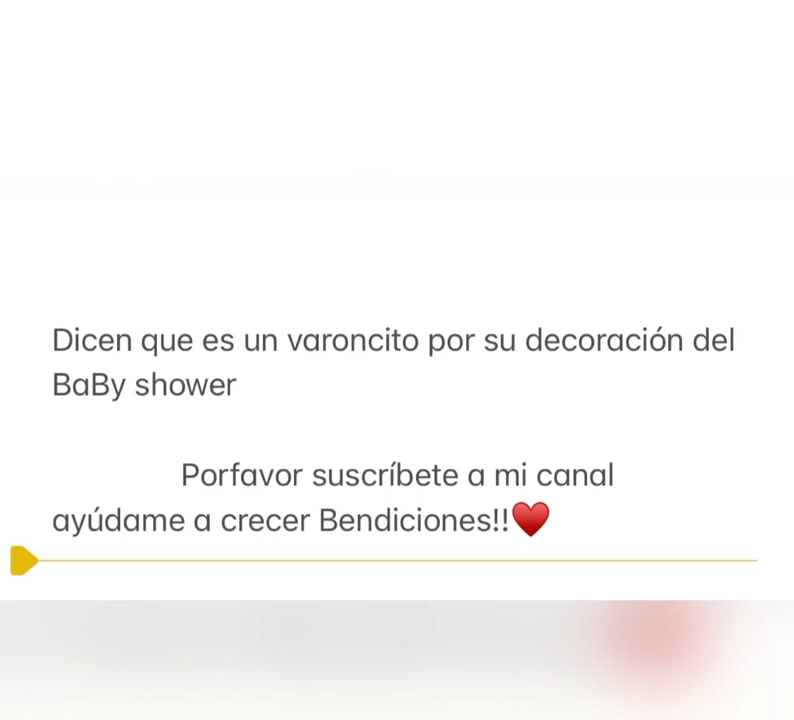 Dicen que es un varoncito por su decoración del
BaBy shower
Porfavor suscríbete a mi canal
ayúdame a crecer Bendiciones!!♥️